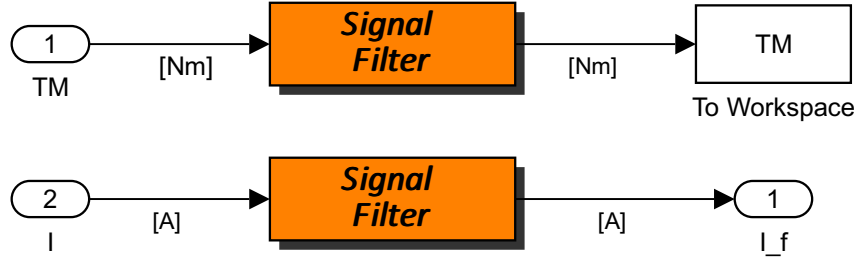 1
TM
[Nm]
Signal
Filter
[Nm]
TM
To Workspace
2
I
[A]
Signal
Filter
[A]
1
I_f